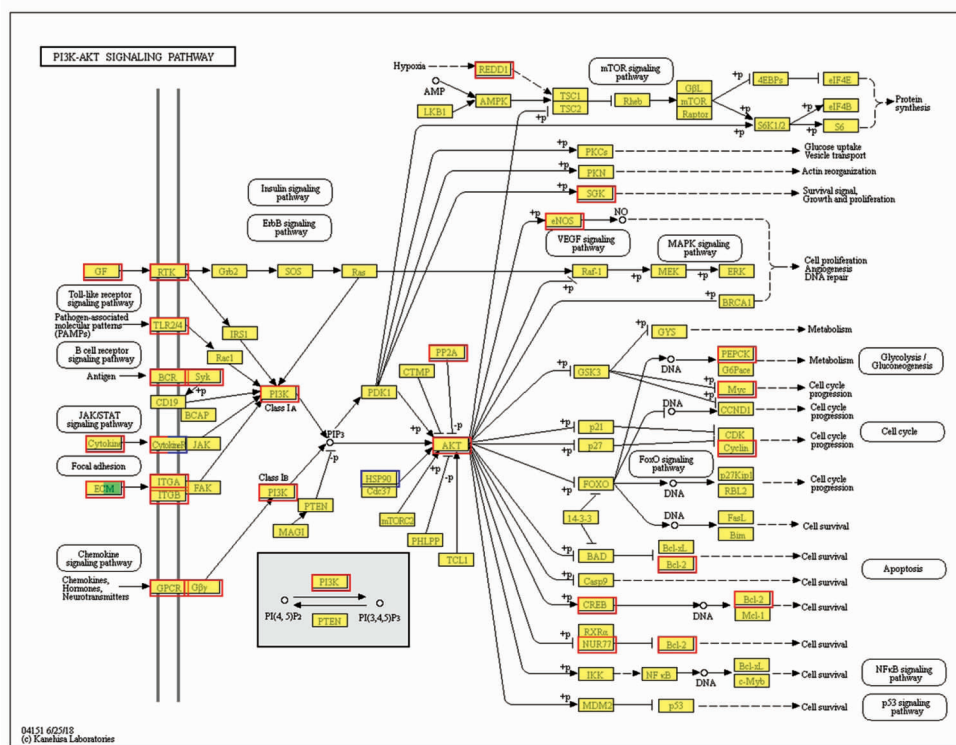 PI3K-AKT SIGNALING PATHWAY
Hypoxia
REDD1
mTOR signaling
pathway
AMP
LKB1
AMPK
TSC1
TSC2
Rheb
GβL
mTOR
Raptor
+p
4EBPs
eIF4E
+p
eIF4B
S6K1/2
S6
+p
+p
+p
+p
Protein
synthesis
+p
PKCs
Glucose uptake
Vesicle transport
+p
PKN
Actin reorganization
+p
SGK
Survival signal,
Growth and proliferation
Insulin signaling
pathway
ErbB signaling
pathway
+p
eNOS
NO
VEGF signaling
pathway
MAPK signaling
pathway
GF
RTK
Grb2
SOS
Ras
Raf-1
MEK
ERK
+p
+p
Cell proliferation
Angiogenesis
DNA repair
BRCA1
Toll-like receptor
signaling pathway
Pathogen-associated
molecular patterns
(PAMPs)
TLR2/4
IRS1
Rac1
GYS
Metabolism
B cell receptor
signaling pathway
Antigen
BCR
Syk
+p
CD19
BCAP
PI3K
Class IA
PDK1
CTMP
PP2A
+p
GSK3
DNA
PEPCK
G6Pace
Metabolism
Glycolysis /
Gluconeogenesis
Myc
Cell cycle
progression
DNA
CCND1
Cell cycle
progression
JAK/STAT
signaling pathway
Cytokine
CytokineR
JAK
PIP3
-p
+p
-p
AKT
+p
-p
+p
p21
+p
p27
CDK
Cyclin
Cell cycle
progression
Cell cycle
Focal adhesion
ECM
ITGA
ITGB
FAK
Class IB
PI3K
PTEN
MAGI
HSP90
Cdc37
mTORC2
PHLPP
TCL1
FoxO signaling
pathway
+p
FOXO
DNA
p27Kip1
RBL2
Cell cycle
progression
14-3-3
DNA
FasL
Bim
Cell survival
Chemokine
signaling pathway
Chemokines,
Hormones,
Neurotransmitters
GPCR
Gβγ
PI3K
PI(4, 5)P2
PI(3,4,5)P3
PTEN
+p
BAD
Bcl-xL
Bcl-2
Cell survival
Apoptosis
+p
Casp9
Cell survival
+p
CREB
DNA
Bcl-2
Mcl-1
Cell survival
+p
RXRα
NUR77
Bcl-2
Cell survival
+p
IKK
NFκB
DNA
Bcl-xL
c-Myb
Cell survival
NFκB signaling
pathway
+p
MDM2
p53
Cell survival
p53 signaling
pathway
04151 6/25/18
(c) Kanehisa Laboratories